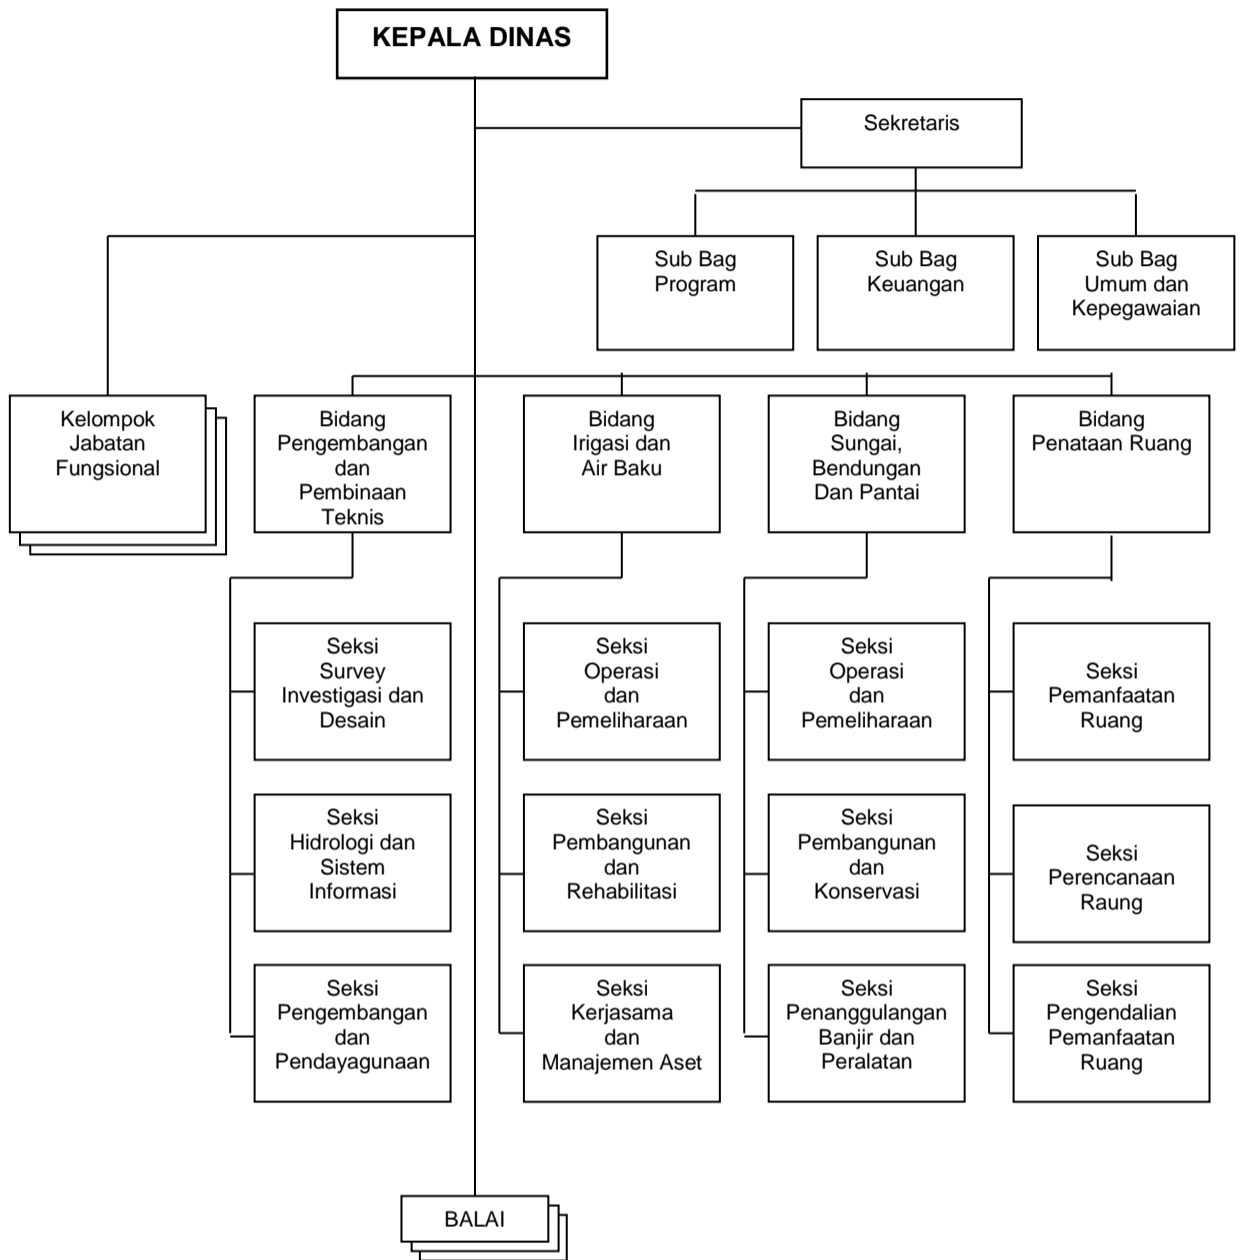 KEPALA DINAS
Sekretaris
Sub Bag
Program
Sub Bag
Keuangan
Sub Bag
Umum dan
Kepegawaian
Kelompok
Jabatan
Fungsional
Bidang
Pengembangan
dan
Pembinaan
Teknis
Bidang
Irigasi dan
Air Baku
Bidang
Sungai,
Bendungan
Dan Pantai
Bidang
Penataan Ruang
Seksi
Survey
Investigasi dan
Desain
Seksi
Operasi
dan
Pemeliharaan
Seksi
Operasi
dan
Pemeliharaan
Seksi
Pemanfaatan
Ruang
Seksi
Hidrologi dan
Sistem
Informasi
Seksi
Pembangunan
dan
Rehabilitasi
Seksi
Pembangunan
dan
Konservasi
Seksi
Perencanaan
Raung
Seksi
Pengembangan
dan
Pendayagunaan
Seksi
Kerjasama
dan
Manajemen Aset
Seksi
Penanggulangan
Banjir dan
Peralatan
Seksi
Pengendalian
Pemanfaatan
Ruang
BALAI